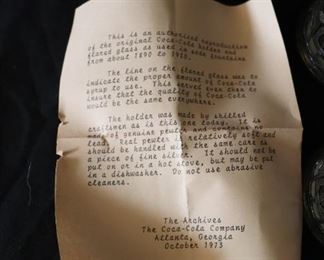 This is an authorized reproduction
of the original Coca-Cola holder and
flared glass as used in soda fountains
from about 1890 to 1918.
The line on the flared glass was to
indicate the proper amount of Coca-Cola
syrup to use. This served even then to
insure that the quality of Coca-Cola
would be the same everywhere.
The holder was made by skilled
craftsmen as is this one today. It is
made of genuine pewter and contains no
lead. Real pewter is relatively soft and
should be handled with the same care as
a piece of fine silver. It should not be
put on or in a hot stove, but may be put
in a dishwasher. Do not use abrasive
cleaners.
The Archives
The Coca-Cola Company
Atlanta, Georgia
October 1973